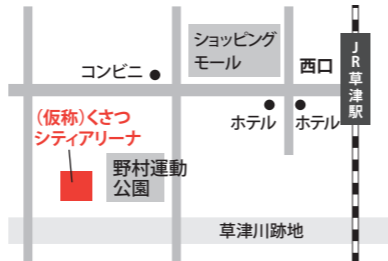 ショッピング
モール
西口
JR草津駅
コンビニ
ホテル
ホテル
(仮称)くさつ
シティアリーナ
野村運動
公園
草津川跡地